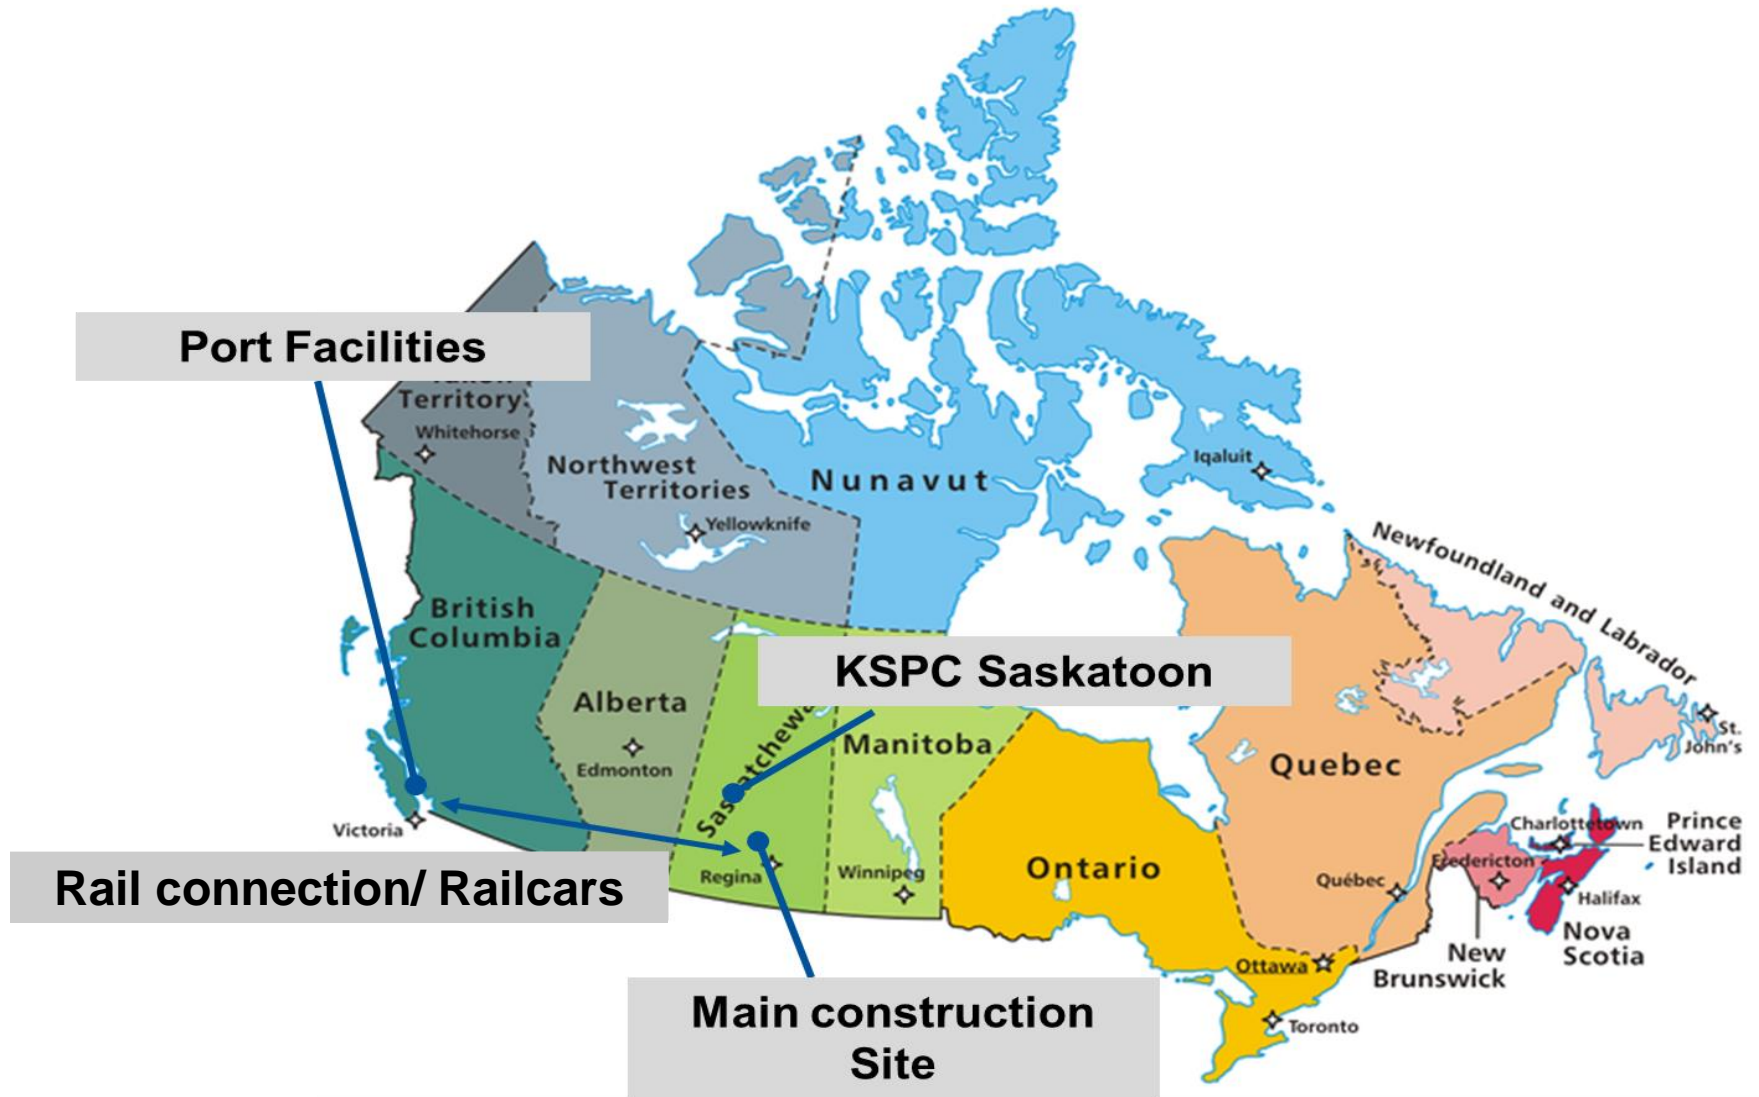 Port Facilities
Territory
Whitehorse
Northwest
Territories
Yellowknife
Nunavut
Iqaluit
Newfoundland and Labrador
British
Columbia
KSPC Saskatoon
Alberta
Edmonton
Manitoba
Quebec
St.
John's
Victoria
Rail connection/ Railcars
Regina
Winnipeg
Ontario
Québec
Charlottetown
Prince
Edward
Island
Fredericton
Halifax
Nova
Scotia
New
Brunswick
Ottawa
Toronto
Main construction
Site